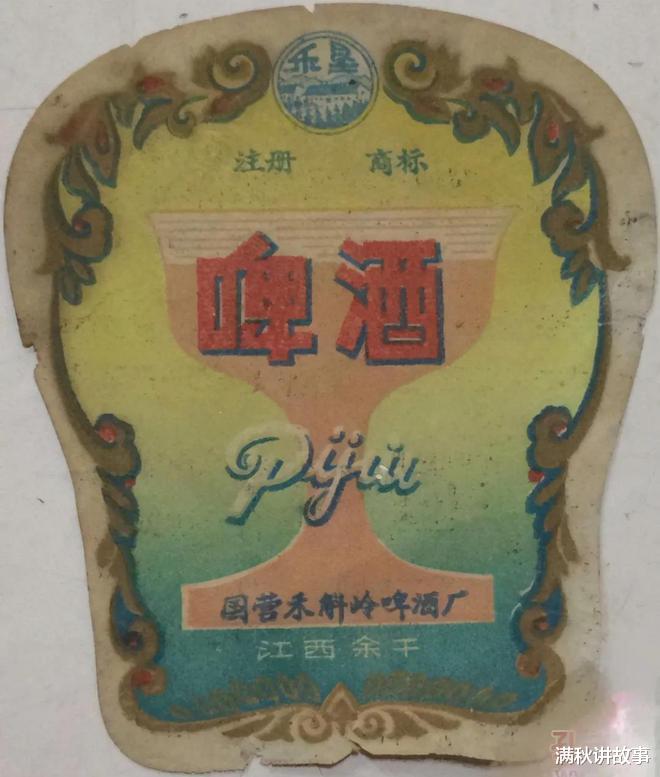 禾垦
注册 商标
啤酒
Pijiu
国营禾斛岭啤酒厂
江西余干
满秋讲故事